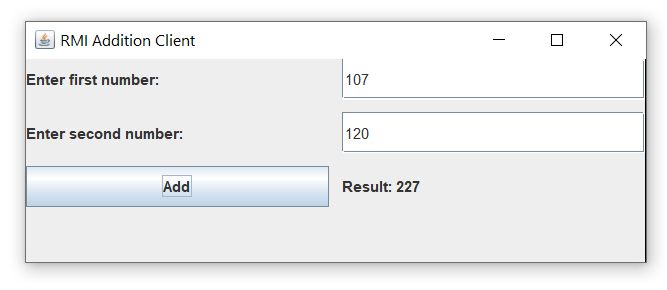 RMI Addition Client
Enter first number: 107
Enter second number: 120
Add Result: 227